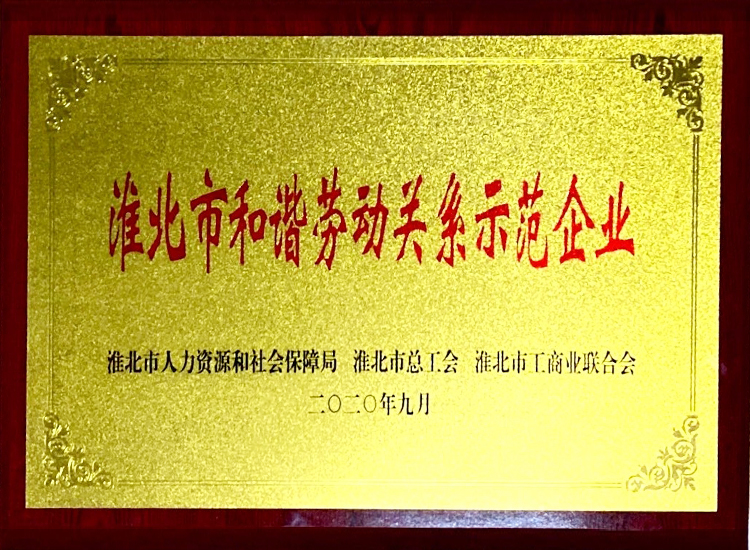 淮北市和谐劳动关系示范企业
淮北市人力资源和社会保障局 淮北市总工会 淮北市工商业联合会
二〇二〇年九月